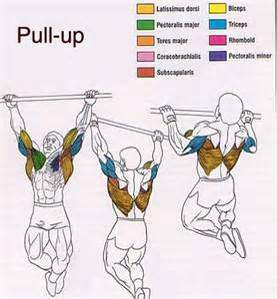 Pull-up
Latissimus dorsi
Pectoralis major
Teres major
Coracobrachialis
Subscapularis
Biceps
Triceps
Rhomboid
Pectoralis minor